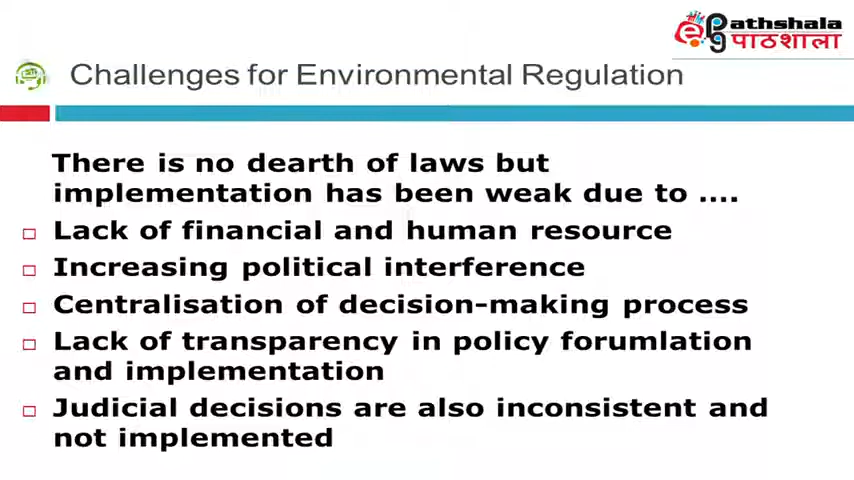 ePathshala
पाठशाला
Challenges for Environmental Regulation
There is no dearth of laws but
implementation has been weak due to ....
Lack of financial and human resource
Increasing political interference
Centralisation of decision-making process
Lack of transparency in policy forumlation
and implementation
Judicial decisions are also inconsistent and
not implemented